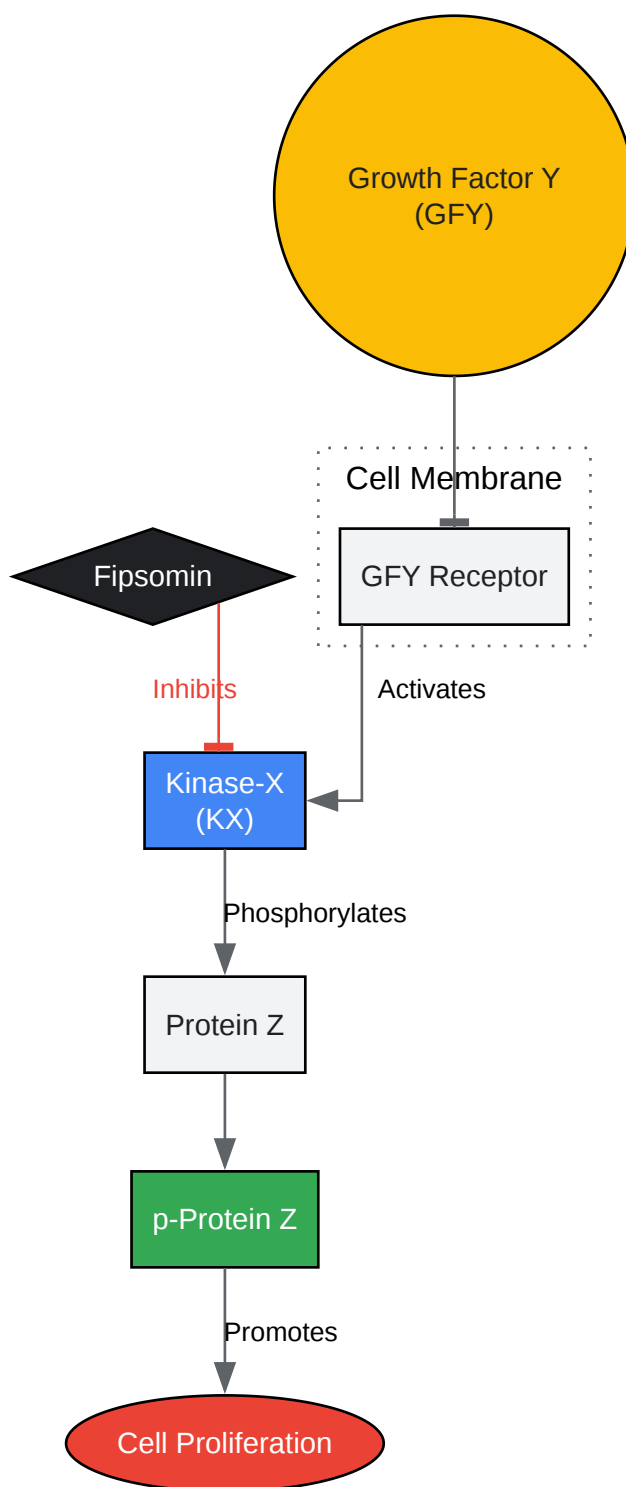 Growth Factor Y
(GFY)
Cell Membrane
Fipsomin
GFY Receptor
Inhibits
Activates
Kinase-X
(KX)
Phosphorylates
Protein Z
p-Protein Z
Promotes
Cell Proliferation